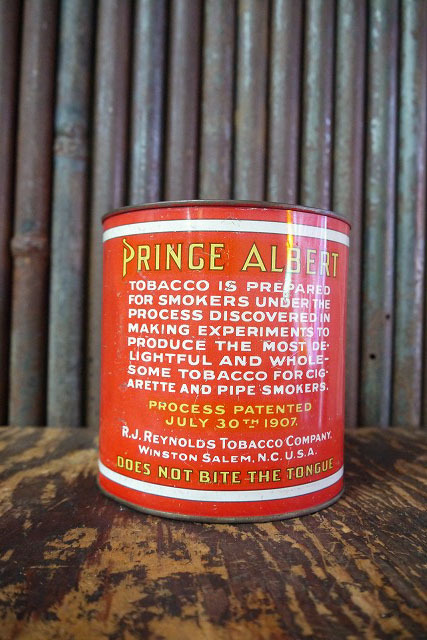 PRINCE ALBERT
TOBACCO IS PREPARED
FOR SMOKERS UNDER THE
PROCESS DISCOVERED IN
MAKING EXPERIMENTS TO
PRODUCE THE MOST DE-
LIGHTFUL AND WHOLE-
SOME TOBACCO FOR CIG-
ARETTE AND PIPE SMOKERS.
PROCESS PATENTED
JULY 30TH 1907.
R.J. REYNOLDS TOBACCO COMPANY.
WINSTON SALEM, N.C. U.S.A.
DOES NOT BITE THE TONGUE